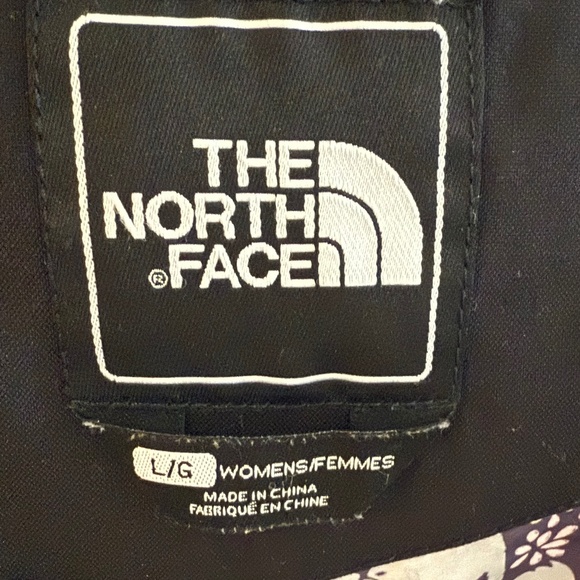 THE
NORTH
®FACE
L/G WOMENS/FEMMES
MADE IN CHINA
FABRIQUÉ EN CHINE